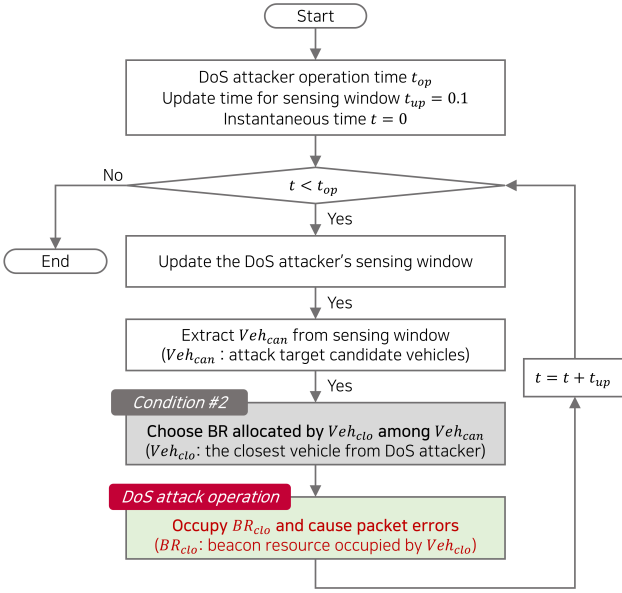 Start
DoS attacker operation time t_op
Update time for sensing window t_up = 0.1
Instantaneous time t = 0
No
t < t_op
Yes
End
Update the DoS attacker's sensing window
Yes
Extract Veh_can from sensing window
(Veh_can : attack target candidate vehicles)
t = t + t_up
Yes
Condition #2
Choose BR allocated by Veh_clo among Veh_can
(Veh_clo: the closest vehicle from DoS attacker)
DoS attack operation
Occupy BR_clo and cause packet errors
(BR_clo: beacon resource occupied by Veh_clo)